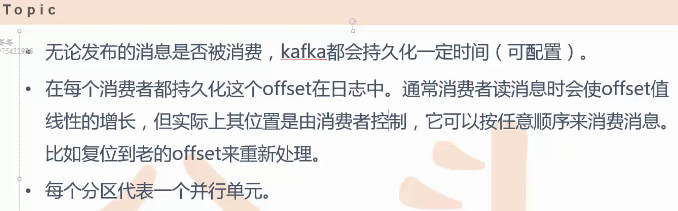 Topic
无论发布的消息是否被消费，kafka都会持久化一定时间（可配置）。
在每个消费者都持久化这个offset在日志中。通常消费者读消息时会使offset值
线性的增长，但实际上其位置是由消费者控制，它可以按任意顺序来消费消息。
比如复位到老的offset来重新处理。
每个分区代表一个并行单元。